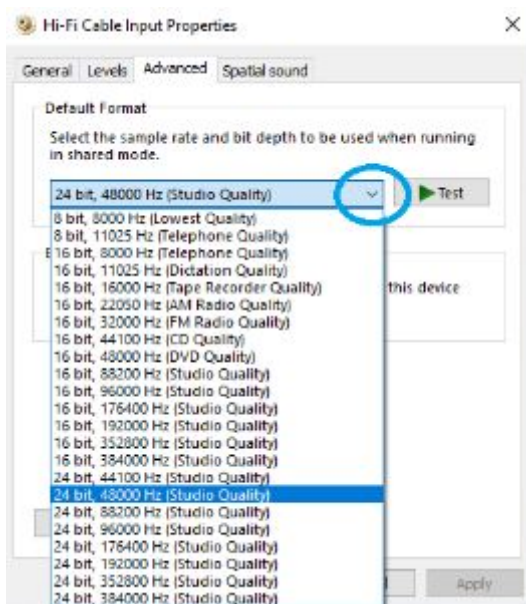 Hi-Fi Cable Input Properties
General Levels Advanced Spatial sound
Default Format
Select the sample rate and bit depth to be used when running
in shared mode.
24 bit, 48000 Hz (Studio Quality)
Test
8 bit, 8000 Hz (Lowest Quality)
8 bit, 11025 Hz (Telephone Quality)
16 bit, 8000 Hz (Telephone Quality)
16 bit, 11025 Hz (Dictation Quality)
16 bit, 16000 Hz (Tape Recorder Quality)
this device
16 bit, 22050 Hz (AM Radio Quality)
16 bit, 32000 Hz (FM Radio Quality)
16 bit, 44100 Hz (CD Quality)
16 bit, 48000 Hz (DVD Quality)
16 bit, 88200 Hz (Studio Quality)
16 bit, 96000 Hz (Studio Quality)
16 bit, 176400 Hz (Studio Quality)
16 bit, 192000 Hz (Studio Quality)
16 bit, 352800 Hz (Studio Quality)
16 bit, 384000 Hz (Studio Quality)
24 bit, 44100 Hz (Studio Quality)
24 bit, 48000 Hz (Studio Quality)
24 bit, 88200 Hz (Studio Quality)
24 bit, 96000 Hz (Studio Quality)
24 bit, 176400 Hz (Studio Quality)
24 bit, 192000 Hz (Studio Quality)
24 bit, 352800 Hz (Studio Quality)
24 bit, 384000 Hz (Studio Quality)
Apply